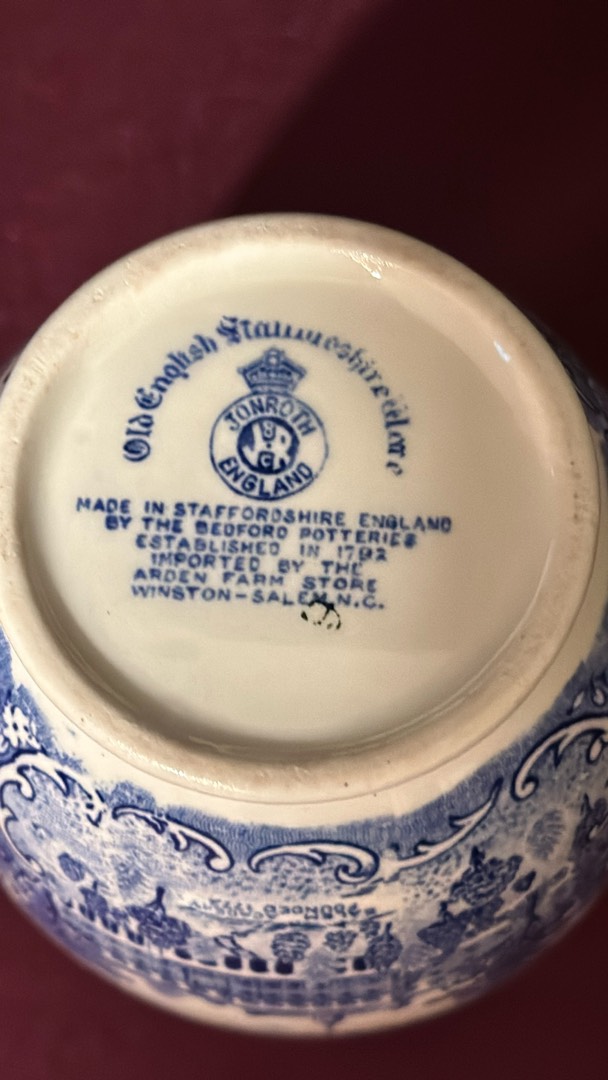 Old English Staffordshire Ware
JONROTH
ENGLAND
MADE IN STAFFORDSHIRE ENGLAND
BY THE BEDFORD POTTERIES
ESTABLISHED IN 1792
IMPORTED BY THE
ARDEN FARM STORE
WINSTON-SALEM, N.C.